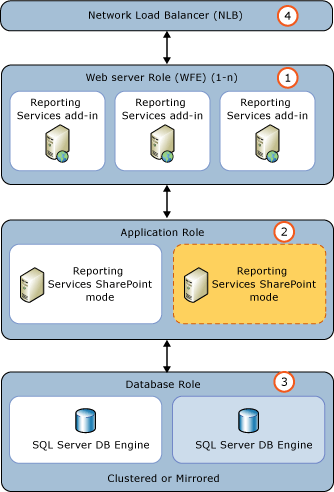 Network Load Balancer (NLB) 4
Web server Role (WFE) (1-n) 1
Reporting
Services add-in
Reporting
Services add-in
Reporting
Services add-in
Application Role 2
Reporting
Services SharePoint
mode
Reporting
Services SharePoint
mode
Database Role 3
SQL Server DB Engine
SQL Server DB Engine
Clustered or Mirrored